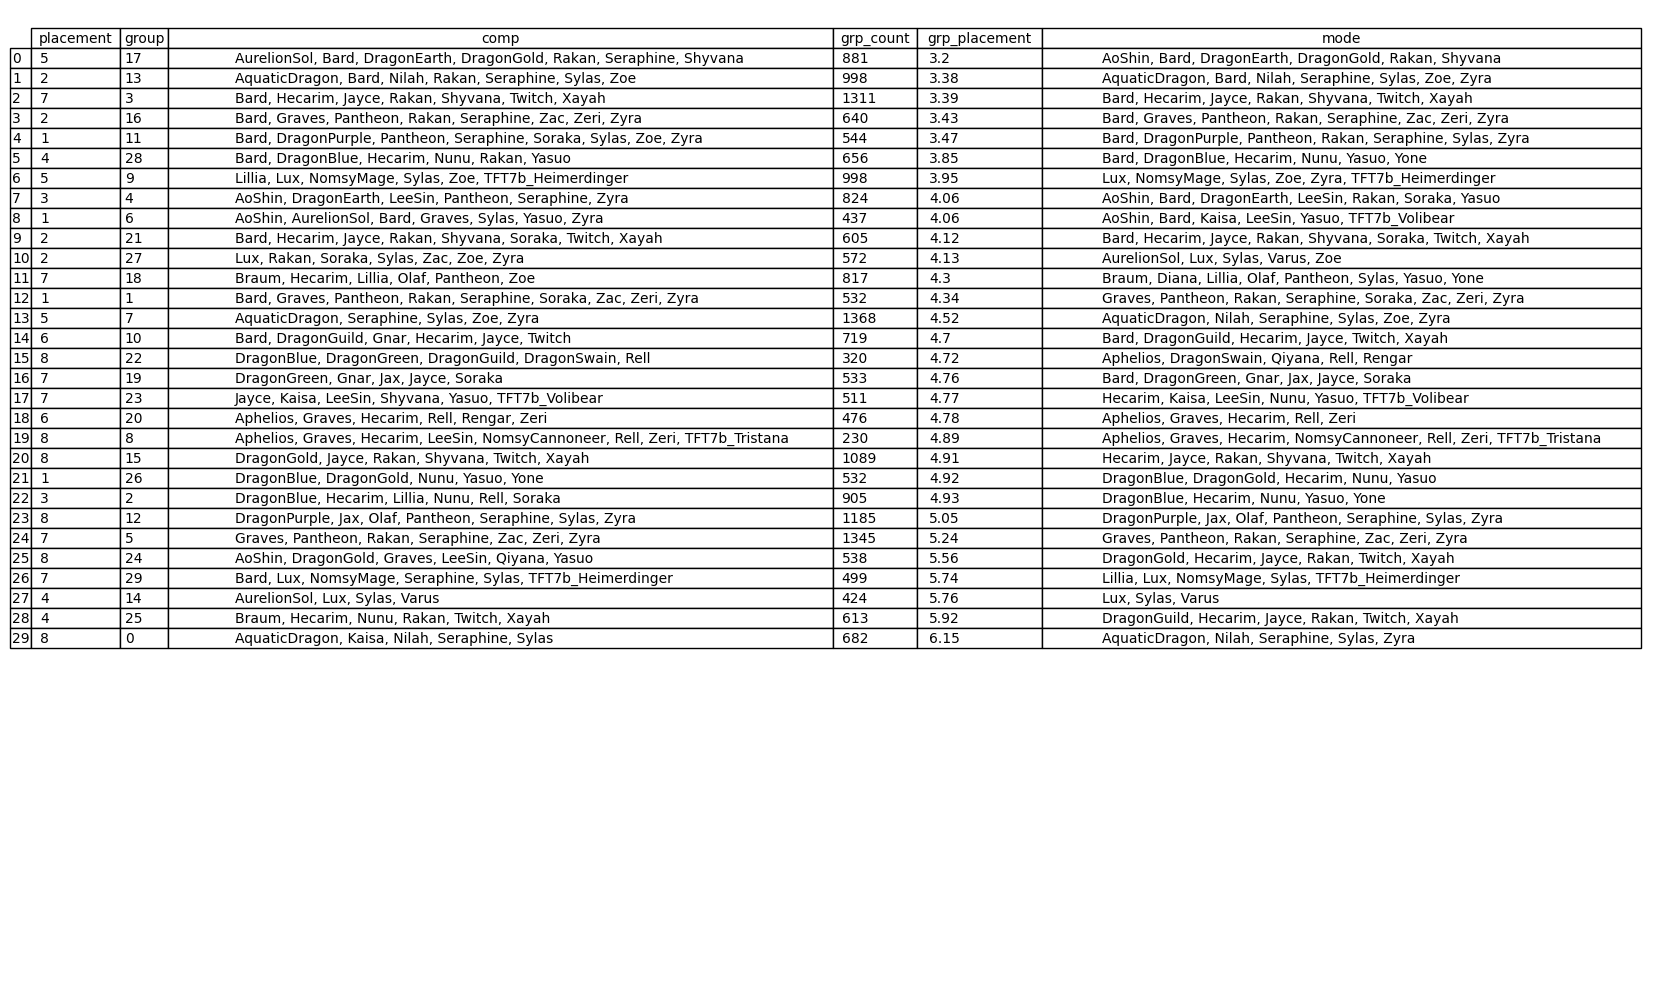 placement group comp grp_count grp_placement mode
0 5 17 AurelionSol, Bard, DragonEarth, DragonGold, Rakan, Seraphine, Shyvana 881 3.2 AoShin, Bard, DragonEarth, DragonGold, Rakan, Shyvana
1 2 13 AquaticDragon, Bard, Nilah, Rakan, Seraphine, Sylas, Zoe 998 3.38 AquaticDragon, Bard, Nilah, Seraphine, Sylas, Zoe, Zyra
2 7 3 Bard, Hecarim, Jayce, Rakan, Shyvana, Twitch, Xayah 1311 3.39 Bard, Hecarim, Jayce, Rakan, Shyvana, Twitch, Xayah
3 2 16 Bard, Graves, Pantheon, Rakan, Seraphine, Zac, Zeri, Zyra 640 3.43 Bard, Graves, Pantheon, Rakan, Seraphine, Zac, Zeri, Zyra
4 1 11 Bard, DragonPurple, Pantheon, Seraphine, Soraka, Sylas, Zoe, Zyra 544 3.47 Bard, DragonPurple, Pantheon, Rakan, Seraphine, Sylas, Zyra
5 4 28 Bard, DragonBlue, Hecarim, Nunu, Rakan, Yasuo 656 3.85 Bard, DragonBlue, Hecarim, Nunu, Yasuo, Yone
6 5 9 Lillia, Lux, NomsyMage, Sylas, Zoe, TFT7b_Heimerdinger 998 3.95 Lux, NomsyMage, Sylas, Zoe, Zyra, TFT7b_Heimerdinger
7 3 4 AoShin, DragonEarth, LeeSin, Pantheon, Seraphine, Zyra 824 4.06 AoShin, Bard, DragonEarth, LeeSin, Rakan, Soraka, Yasuo
8 1 6 AoShin, AurelionSol, Bard, Graves, Sylas, Yasuo, Zyra 437 4.06 AoShin, Bard, Kaisa, LeeSin, Yasuo, TFT7b_Volibear
9 2 21 Bard, Hecarim, Jayce, Rakan, Shyvana, Soraka, Twitch, Xayah 605 4.12 Bard, Hecarim, Jayce, Rakan, Shyvana, Soraka, Twitch, Xayah
10 2 27 Lux, Rakan, Soraka, Sylas, Zac, Zoe, Zyra 572 4.13 AurelionSol, Lux, Sylas, Varus, Zoe
11 7 18 Braum, Hecarim, Lillia, Olaf, Pantheon, Zoe 817 4.3 Braum, Diana, Lillia, Olaf, Pantheon, Sylas, Yasuo, Yone
12 1 1 Bard, Graves, Pantheon, Rakan, Seraphine, Soraka, Zac, Zeri, Zyra 532 4.34 Graves, Pantheon, Rakan, Seraphine, Soraka, Zac, Zeri, Zyra
13 5 7 AquaticDragon, Seraphine, Sylas, Zoe, Zyra 1368 4.52 AquaticDragon, Nilah, Seraphine, Sylas, Zoe, Zyra
14 6 10 Bard, DragonGuild, Gnar, Hecarim, Jayce, Twitch 719 4.7 Bard, DragonGuild, Hecarim, Jayce, Twitch, Xayah
15 8 22 DragonBlue, DragonGreen, DragonGuild, DragonSwain, Rell 320 4.72 Aphelios, DragonSwain, Qiyana, Rell, Rengar
16 7 19 DragonGreen, Gnar, Jax, Jayce, Soraka 533 4.76 Bard, DragonGreen, Gnar, Jax, Jayce, Soraka
17 7 23 Jayce, Kaisa, LeeSin, Shyvana, Yasuo, TFT7b_Volibear 511 4.77 Hecarim, Kaisa, LeeSin, Nunu, Yasuo, TFT7b_Volibear
18 6 20 Aphelios, Graves, Hecarim, Rell, Rengar, Zeri 476 4.78 Aphelios, Graves, Hecarim, Rell, Zeri
19 8 8 Aphelios, Graves, Hecarim, LeeSin, NomsyCannoneer, Rell, Zeri, TFT7b_Tristana 230 4.89 Aphelios, Graves, Hecarim, NomsyCannoneer, Rell, Zeri, TFT7b_Tristana
20 8 15 DragonGold, Jayce, Rakan, Shyvana, Twitch, Xayah 1089 4.91 Hecarim, Jayce, Rakan, Shyvana, Twitch, Xayah
21 1 26 DragonBlue, DragonGold, Nunu, Yasuo, Yone 532 4.92 DragonBlue, DragonGold, Hecarim, Nunu, Yasuo
22 3 2 DragonBlue, Hecarim, Lillia, Nunu, Rell, Soraka 905 4.93 DragonBlue, Hecarim, Nunu, Yasuo, Yone
23 8 12 DragonPurple, Jax, Olaf, Pantheon, Seraphine, Sylas, Zyra 1185 5.05 DragonPurple, Jax, Olaf, Pantheon, Seraphine, Sylas, Zyra
24 7 5 Graves, Pantheon, Rakan, Seraphine, Zac, Zeri, Zyra 1345 5.24 Graves, Pantheon, Rakan, Seraphine, Zac, Zeri, Zyra
25 8 24 AoShin, DragonGold, Graves, LeeSin, Qiyana, Yasuo 538 5.56 DragonGold, Hecarim, Jayce, Rakan, Twitch, Xayah
26 7 29 Bard, Lux, NomsyMage, Seraphine, Sylas, TFT7b_Heimerdinger 499 5.74 Lillia, Lux, NomsyMage, Sylas, TFT7b_Heimerdinger
27 4 14 AurelionSol, Lux, Sylas, Varus 424 5.76 Lux, Sylas, Varus
28 4 25 Braum, Hecarim, Nunu, Rakan, Twitch, Xayah 613 5.92 DragonGuild, Hecarim, Jayce, Rakan, Twitch, Xayah
29 8 0 AquaticDragon, Kaisa, Nilah, Seraphine, Sylas 682 6.15 AquaticDragon, Nilah, Seraphine, Sylas, Zyra